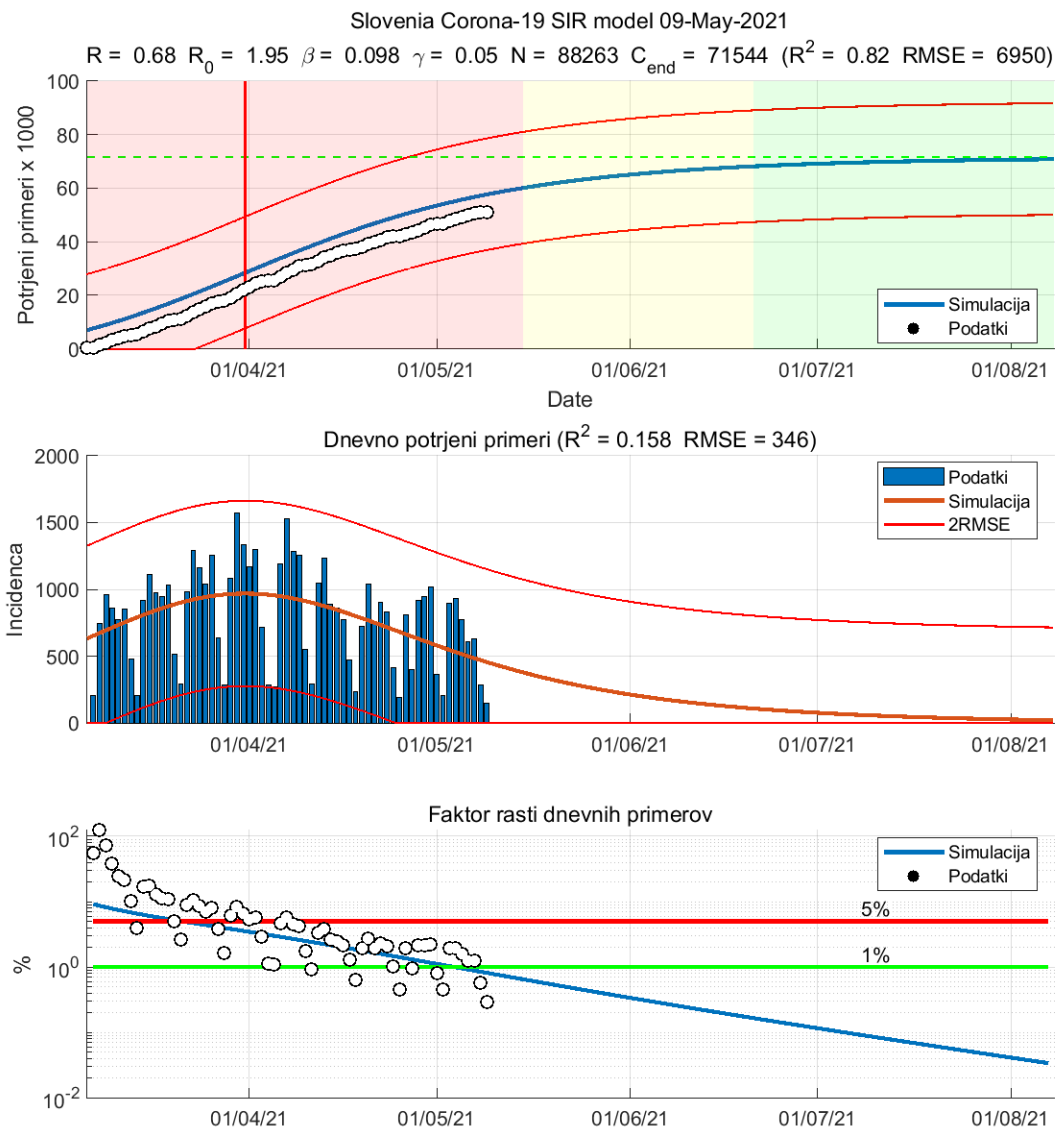 Slovenia Corona-19 SIR model 09-May-2021
R = 0.68 R0 = 1.95 β = 0.098 γ = 0.05 N = 88263 Cend = 71544 (R2 = 0.82 RMSE = 6950)
100
80
60
40
20
0
Potrjeni primeri x 1000
Simulacija
Podatki
01/04/21 01/05/21 01/06/21 01/07/21 01/08/21
Date
Dnevno potrjeni primeri (R2 = 0.158 RMSE = 346)
2000
1500
1000
500
0
Incidenca
Podatki
Simulacija
2RMSE
01/04/21 01/05/21 01/06/21 01/07/21 01/08/21
Faktor rasti dnevnih primerov
102
100
10-2
%
Simulacija
Podatki
5%
1%
01/04/21 01/05/21 01/06/21 01/07/21 01/08/21